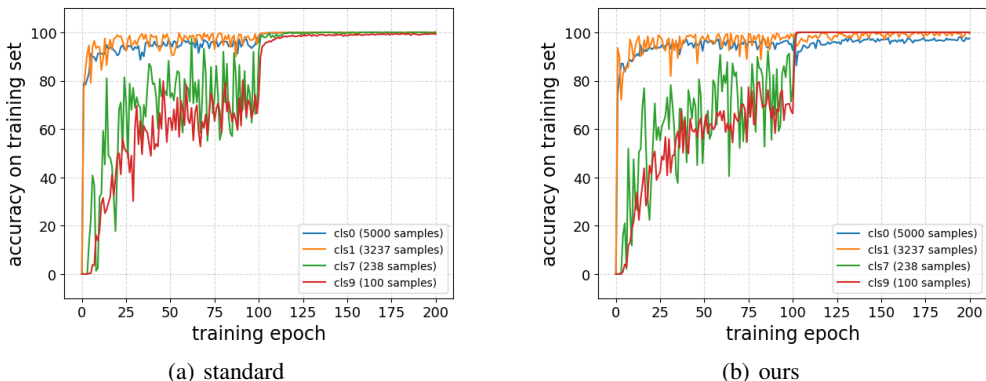 accuracy on training set
100
80
60
40
20
0
cls0 (5000 samples)
cls1 (3237 samples)
cls7 (238 samples)
cls9 (100 samples)
0 25 50 75 100 125 150 175 200
training epoch
(a) standard
accuracy on training set
100
80
60
40
20
0
cls0 (5000 samples)
cls1 (3237 samples)
cls7 (238 samples)
cls9 (100 samples)
0 25 50 75 100 125 150 175 200
training epoch
(b) ours